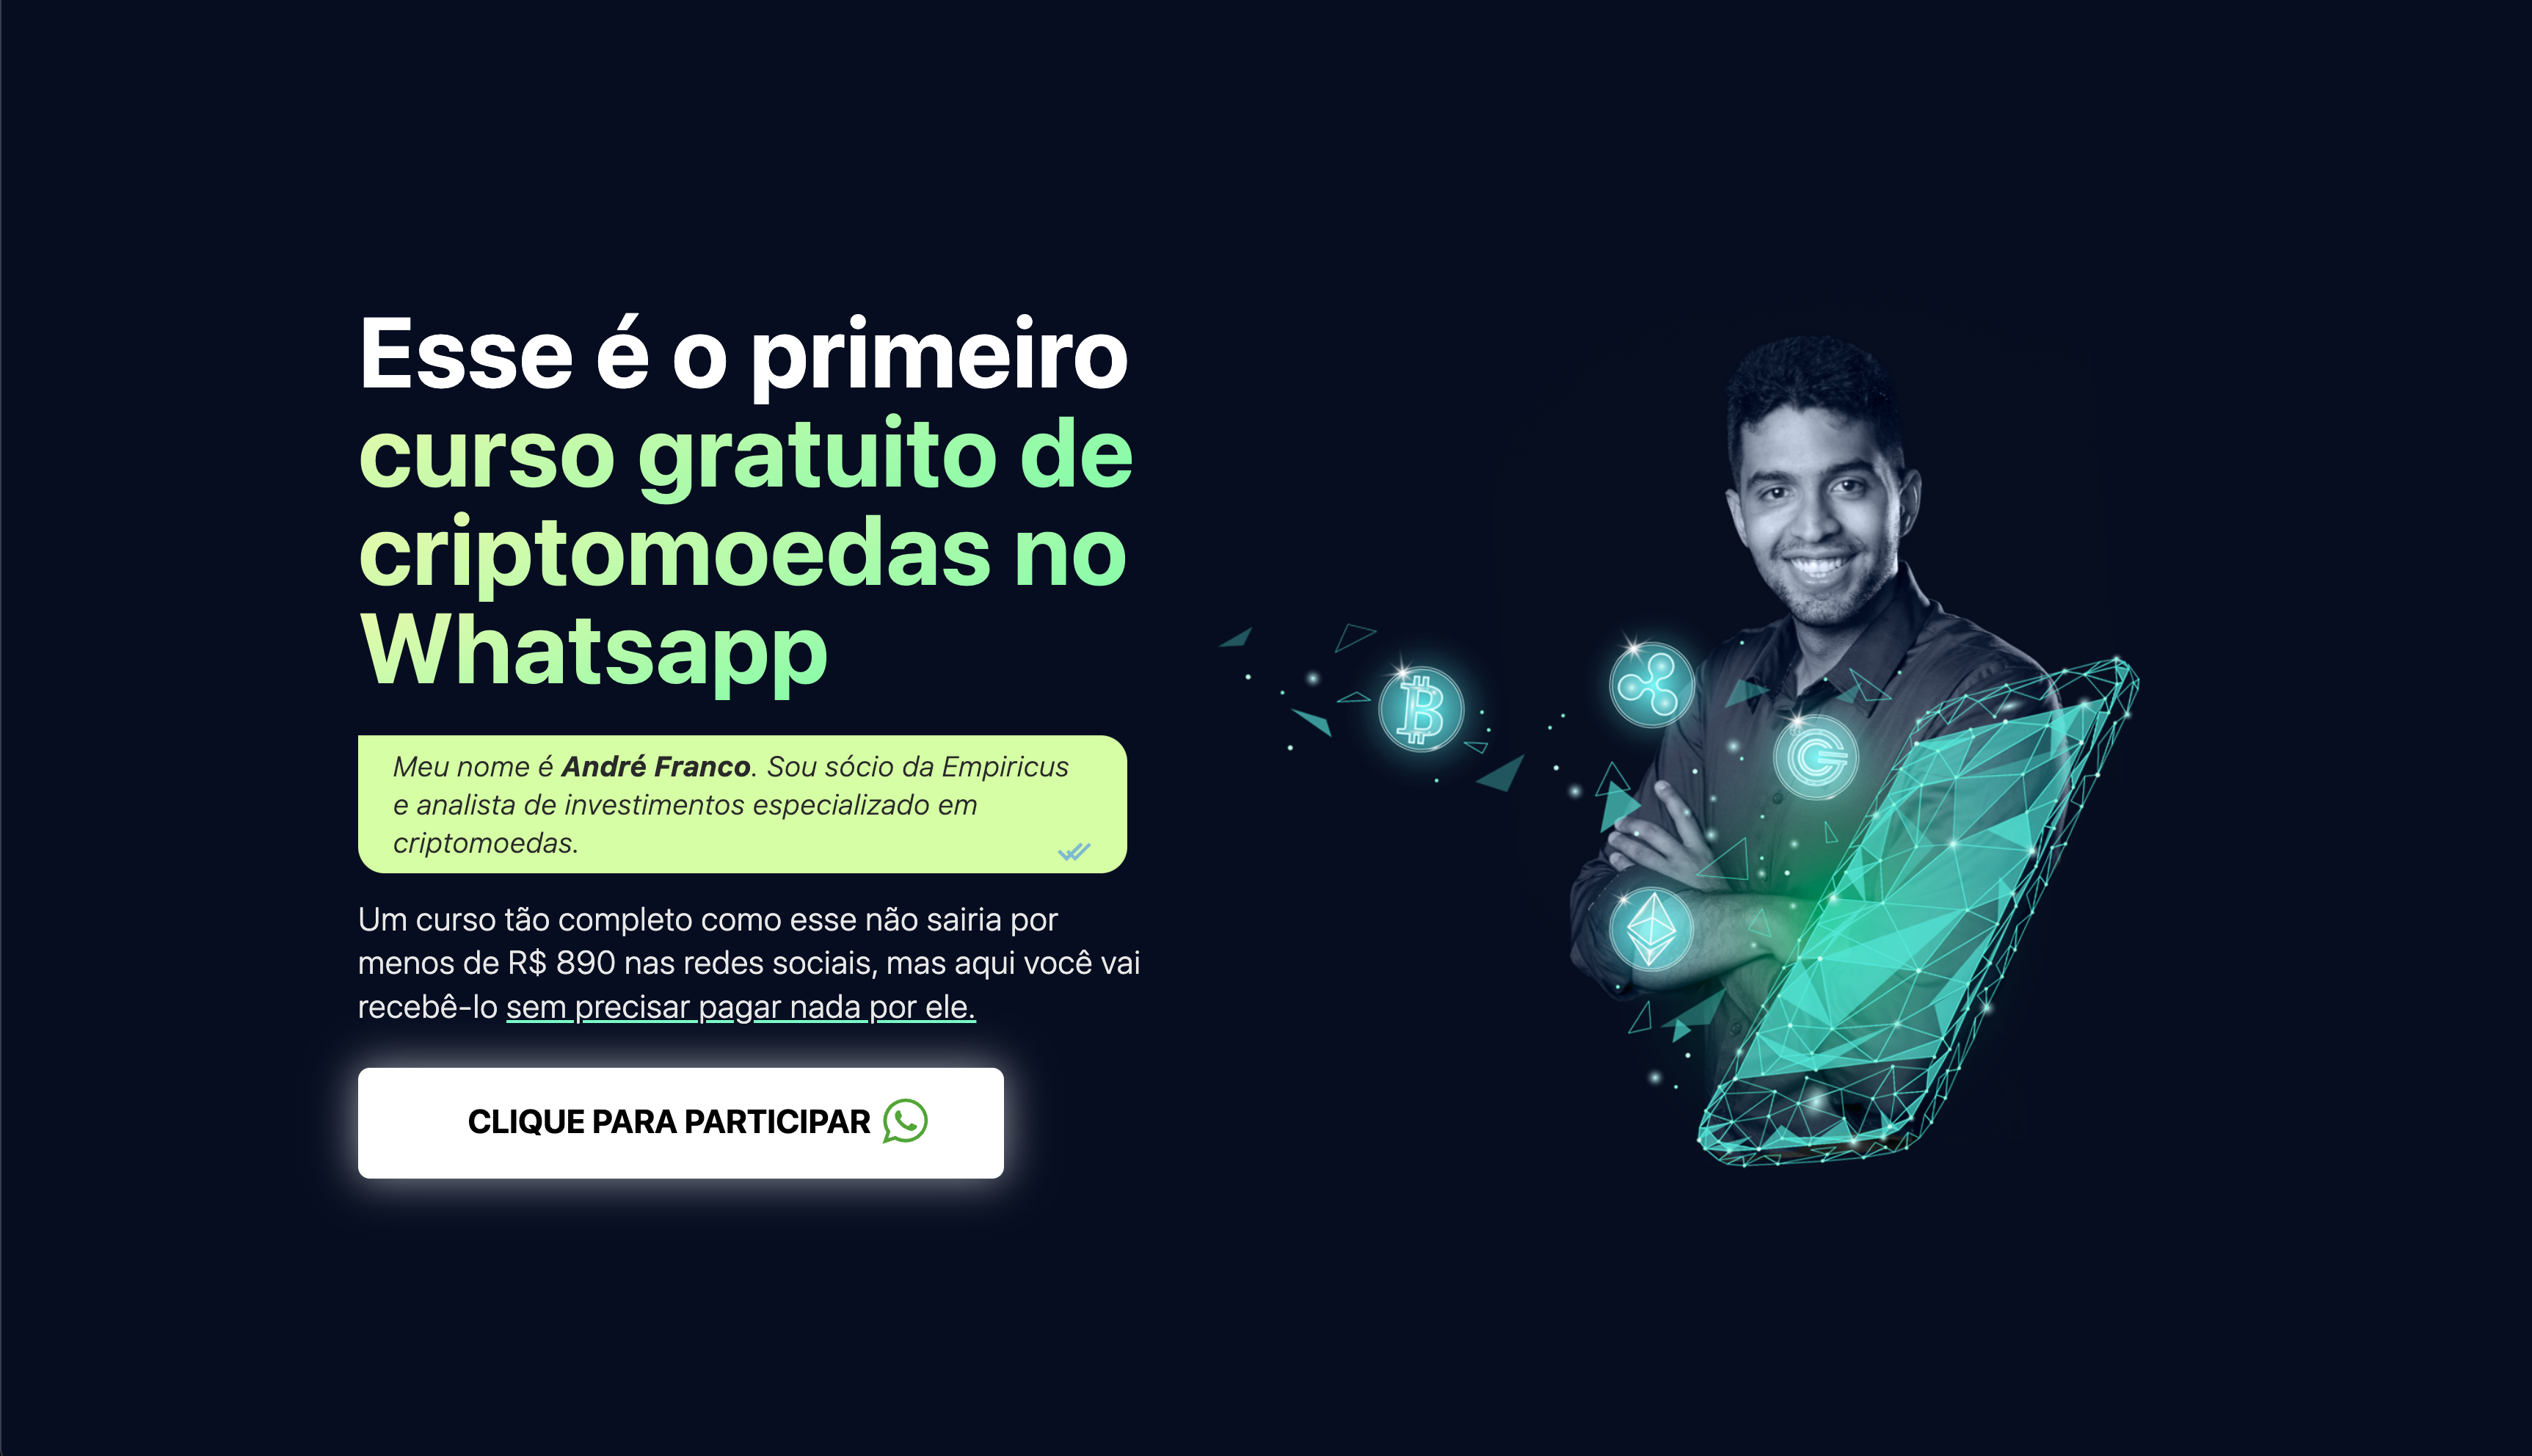 Esse é o primeiro
curso gratuito de
criptomoedas no
Whatsapp
Meu nome é André Franco. Sou sócio da Empiricus
e analista de investimentos especializado em
criptomoedas.
Um curso tão completo como esse não sairia por
menos de R$ 890 nas redes sociais, mas aqui você vai
recebê-lo sem precisar pagar nada por ele.
CLIQUE PARA PARTICIPAR